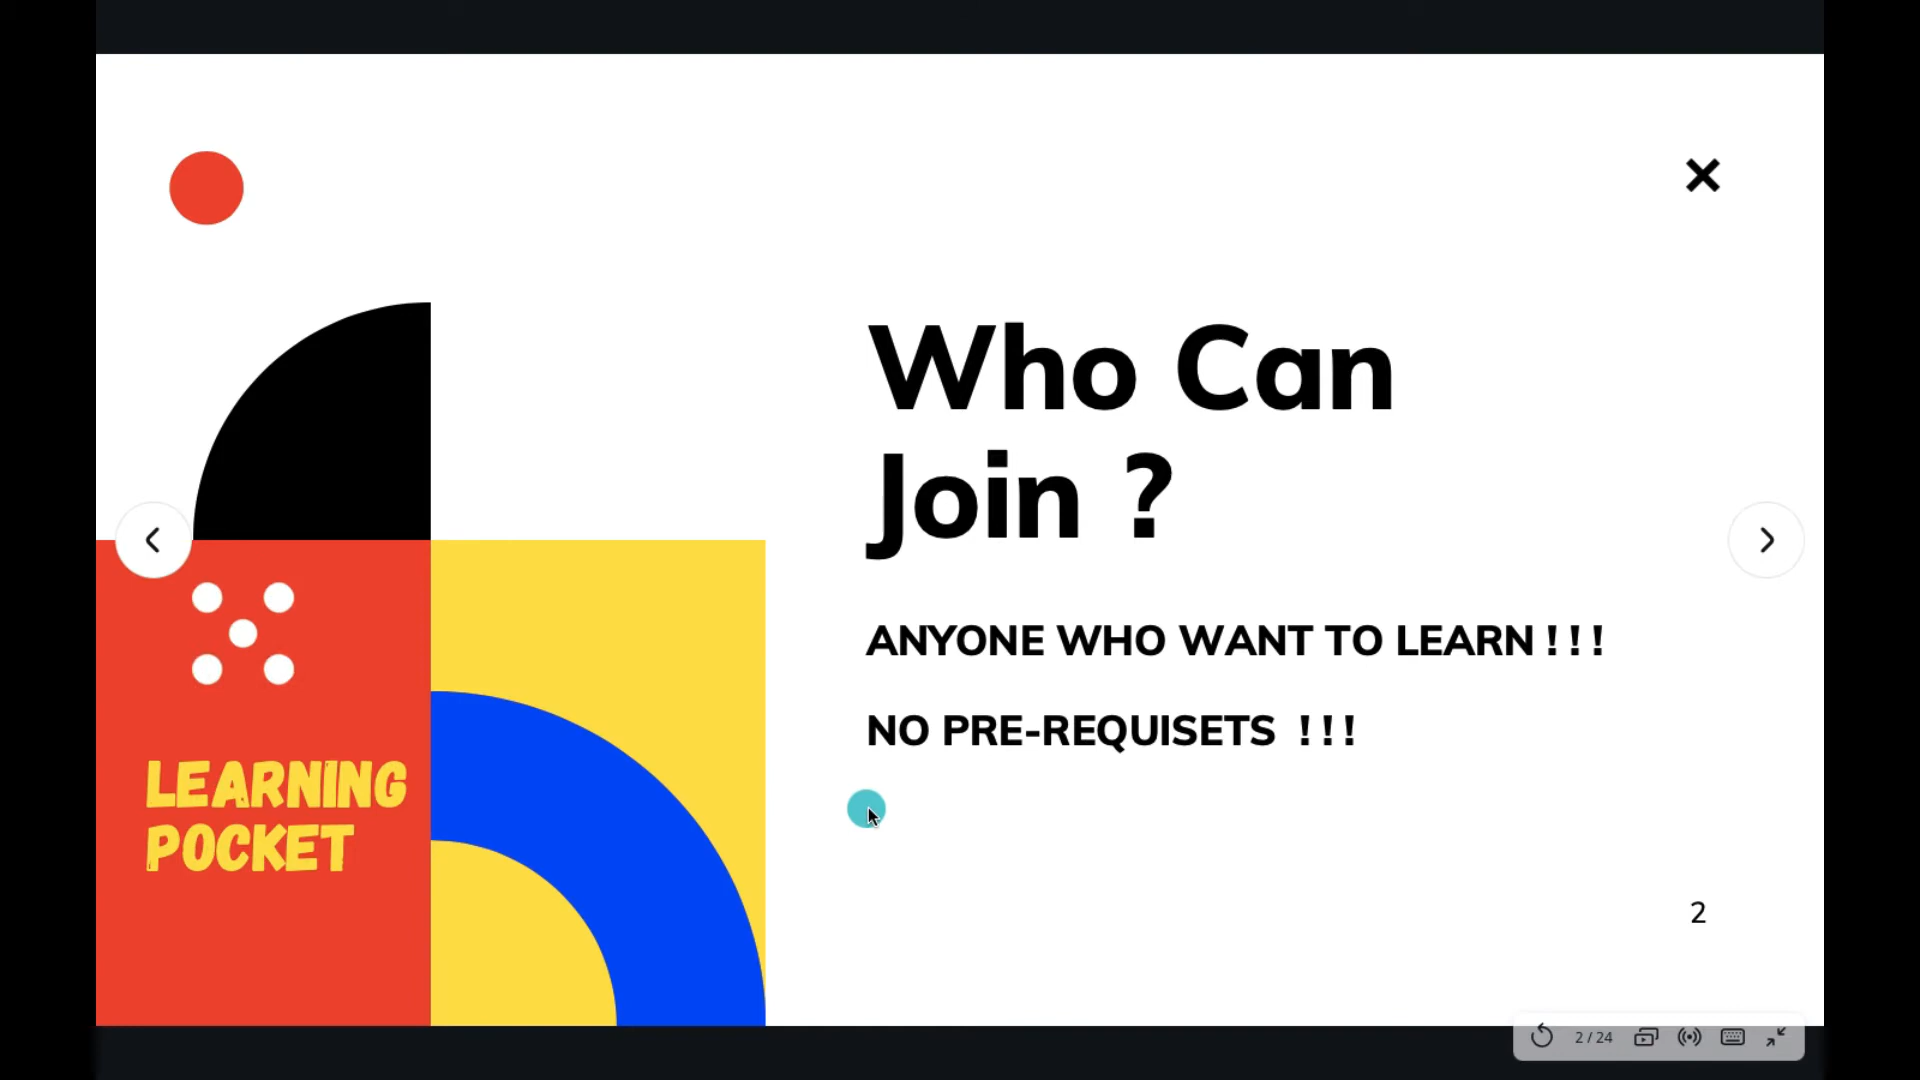 Who Can
Join ?
ANYONE WHO WANT TO LEARN ! ! !
NO PRE-REQUISETS ! ! !
LEARNING
POCKET
2
2 / 24